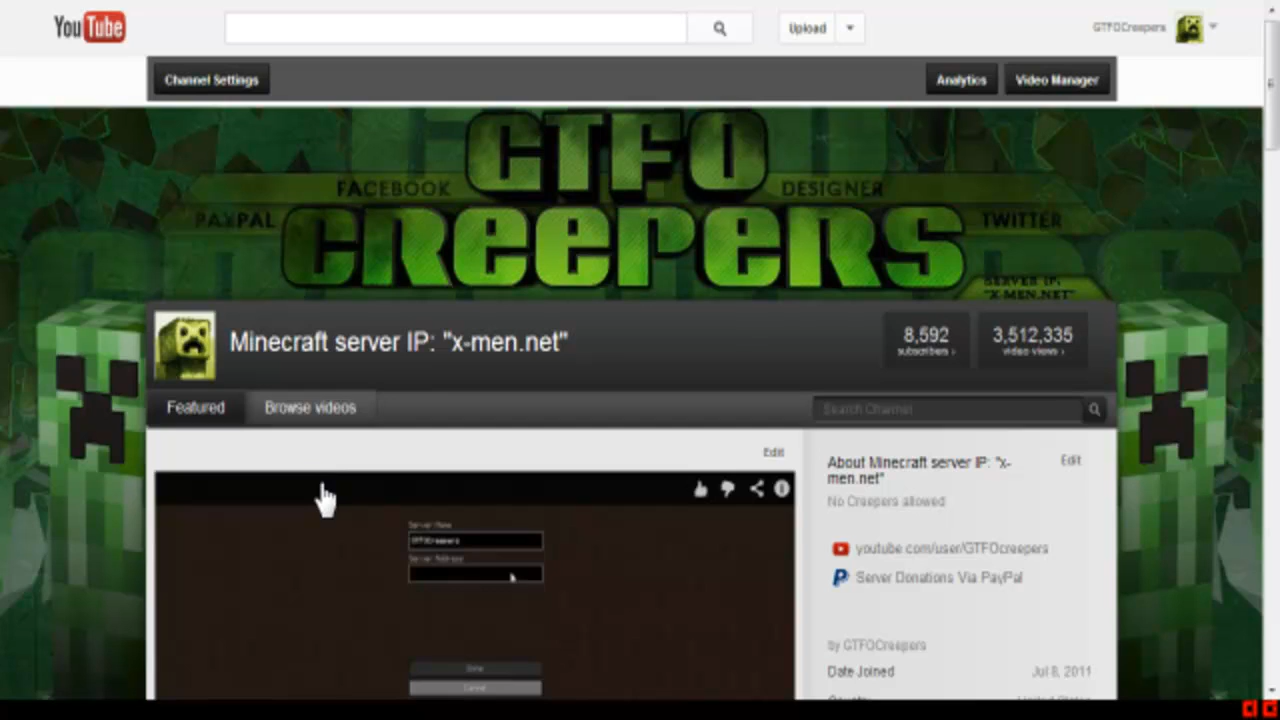 YouTube
Upload
GTFOCreepers
Channel Settings
Analytics
Video Manager
GTFO
FACEBOOK
DESIGNER
PAYPAL
CREEPERS
TWITTER
SERVER IP:
"X-MEN.NET"
Minecraft server IP: "x-men.net"
8,592
subscribers ›
3,512,335
video views ›
Featured
Browse videos
Search Channel
Edit
About Minecraft server IP: "x-
men.net"
Edit
No Creepers allowed
Server Name
GTFOCreepers
Server Address
youtube.com/user/GTFOcreepers
Server Donations Via PayPal
by GTFOCreepers
Date Joined
Jul 8, 2011
Done
Cancel
Country
United States